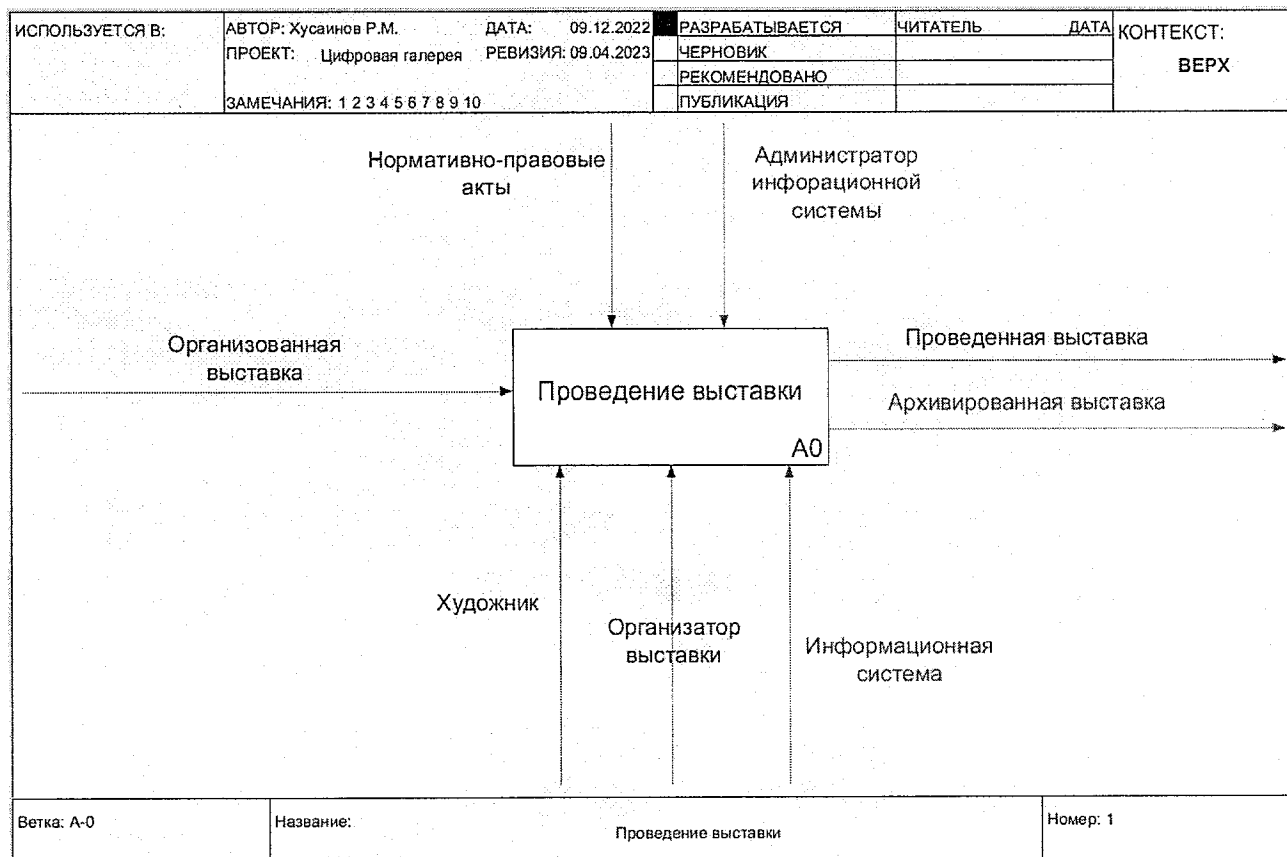 ИСПОЛЬЗУЕТСЯ В:
АВТОР: Хусаинов Р.М.
ДАТА: 09.12.2022
ПРОЕКТ: Цифровая галерея
РЕВИЗИЯ: 09.04.2023
ЗАМЕЧАНИЯ: 1 2 3 4 5 6 7 8 9 10
РАЗРАБАТЫВАЕТСЯ
ЧЕРНОВИК
РЕКОМЕНДОВАНО
ПУБЛИКАЦИЯ
ЧИТАТЕЛЬ
ДАТА
КОНТЕКСТ:
ВЕРХ
Нормативно-правовые
акты
Администратор
инфорационной
системы
Организованная
выставка
Проведение выставки
A0
Проведенная выставка
Архивированная выставка
Художник
Организатор
выставки
Информационная
система
Ветка: А-0
Название:
Проведение выставки
Номер: 1